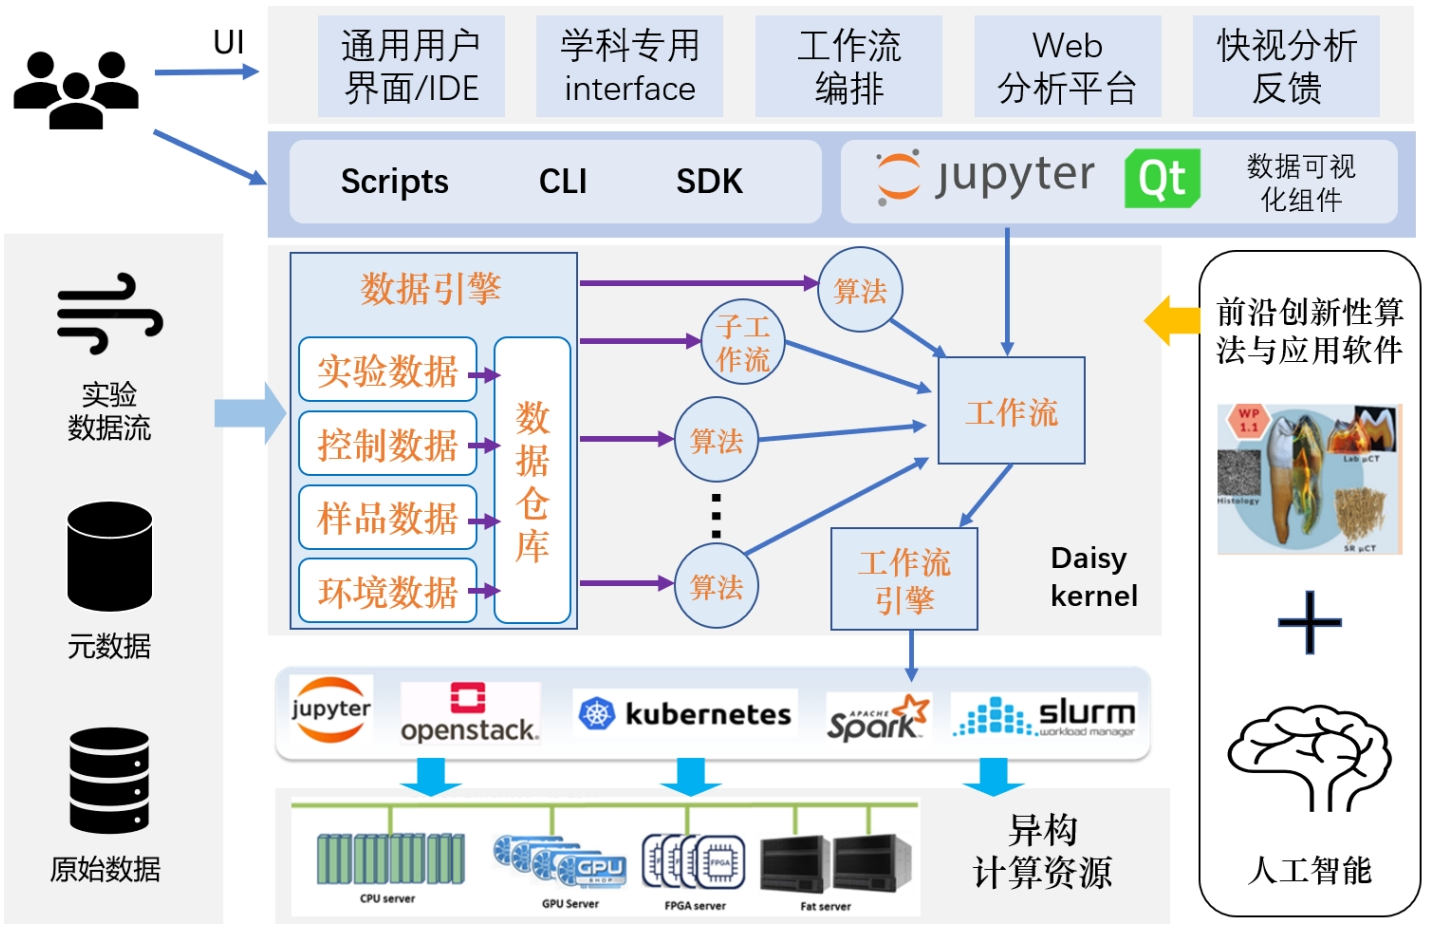 UI
通用用户
界面/IDE
学科专用
interface
工作流
编排
Web
分析平台
快视分析
反馈
Scripts
CLI
SDK
jupyter
Qt
数据可视
化组件
实验
数据流
元数据
原始数据
数据引擎
实验数据
控制数据
样品数据
环境数据
数
据
仓
库
算法
子工
作流
算法
算法
工作流
工作流
引擎
Daisy
kernel
前沿创新性算
法与应用软件
WP
1.1
Lab µCT
Histology
SR µCT
人工智能
jupyter
openstack.
kubernetes
APACHE
Spark
slurm
workload manager
CPU server
GPU
SHOP
GPU Server
FPGA
FPGA server
Fat server
异构
计算资源